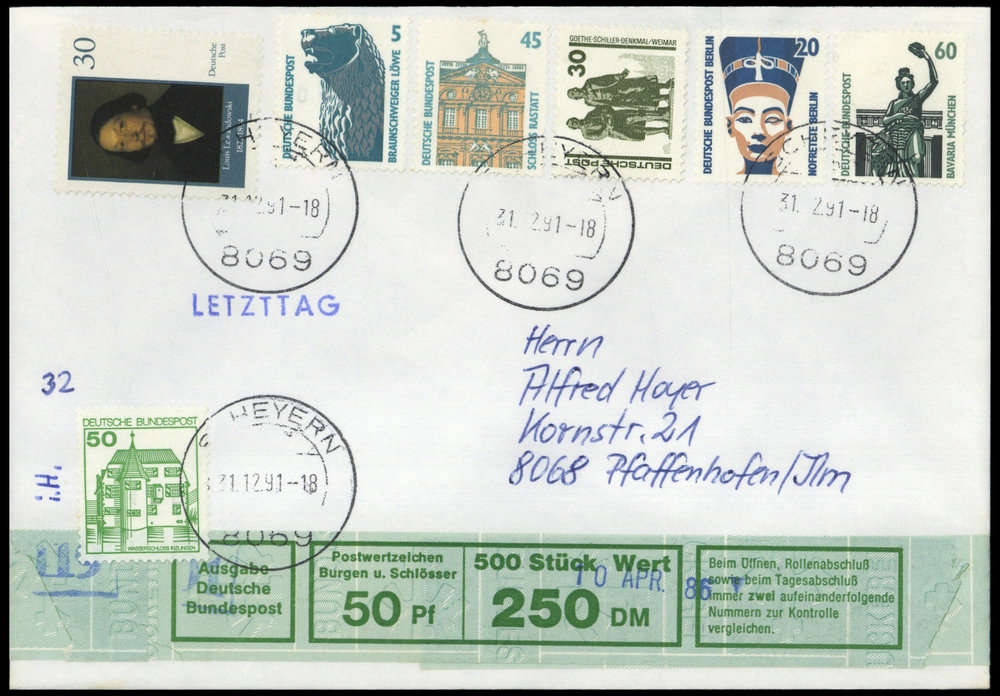 30
Deutsche
Post
Louis Lewandowski
DEUTSCHE BUNDESPOST
BRAUNSCHWEIGER LÖWE
5
DEUTSCHE BUNDESPOST
45
SCHLOSS RASTATT
GOETHE-SCHILLER-DENKMAL/WEIMAR
30
DEUTSCHE POST
DEUTSCHE BUNDESPOST BERLIN
20
NOFRETETE BERLIN
DEUTSCHE BUNDESPOST
60
BAVARIA MÜNCHEN
31.12.91-18
8069
31.12.91-18
8069
31. 2.91-18
8069
LETZTTAG
Herrn
Alfred Hoyer
Kornstr. 21
8068 Pfaffenhofen/Ilm
32
i.H.
DEUTSCHE BUNDESPOST
50
WASSERSCHLOSS INZLINGEN
HEYERN
31.12.91-18
8069
Ausgabe
Deutsche
Bundespost
Postwertzeichen
Burgen u. Schlösser
50 Pf
500 Stück Wert
250 DM
10 APR. 86
Beim Öffnen, Rollenabschluß
sowie beim Tagesabschluß
immer zwei aufeinanderfolgende
Nummern zur Kontrolle
vergleichen.